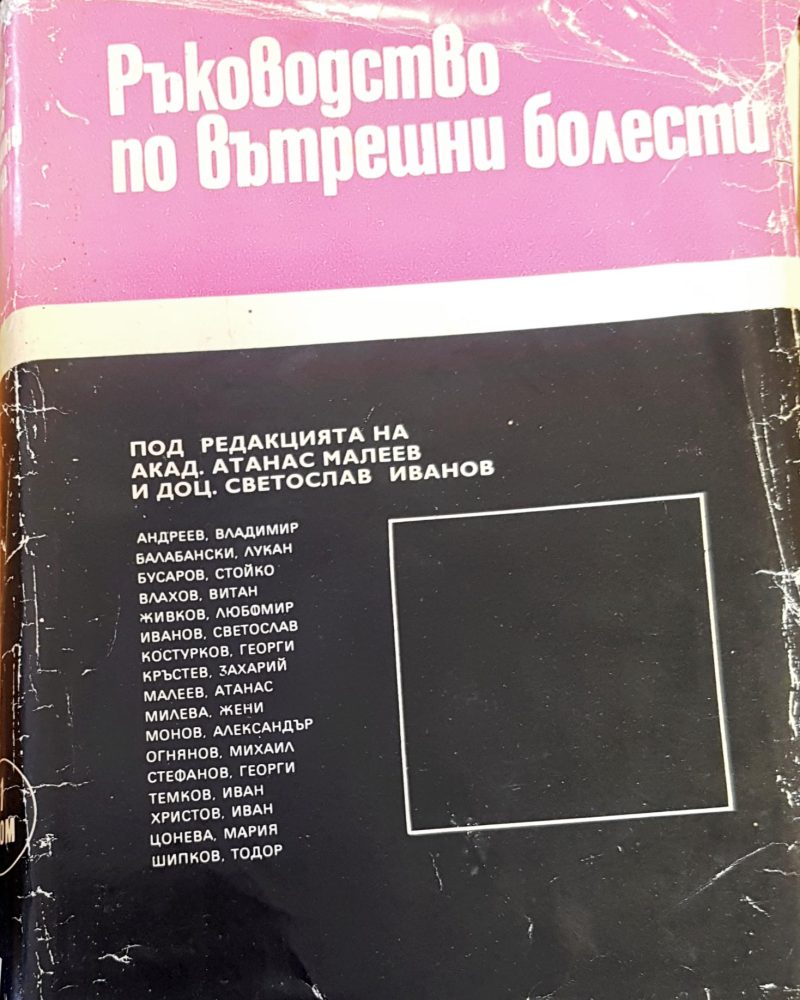 Ръководство
по вътрешни болести
ПОД РЕДАКЦИЯТА НА
АКАД. АТАНАС МАЛЕЕВ
И ДОЦ. СВЕТОСЛАВ ИВАНОВ
АНДРЕЕВ, ВЛАДИМИР
БАЛАБАНСКИ, ЛУКАН
БУСАРОВ, СТОЙКО
ВЛАХОВ, ВИТАН
ЖИВКОВ, ЛЮБФМИР
ИВАНОВ, СВЕТОСЛАВ
КОСТУРКОВ, ГЕОРГИ
КРЪСТЕВ, ЗАХАРИЙ
МАЛЕЕВ, АТАНАС
МИЛЕВА, ЖЕНИ
МОНОВ, АЛЕКСАНДЪР
ОГНЯНОВ, МИХАИЛ
СТЕФАНОВ, ГЕОРГИ
ТЕМКОВ, ИВАН
ХРИСТОВ, ИВАН
ЦОНЕВА, МАРИЯ
ШИПКОВ, ТОДОР